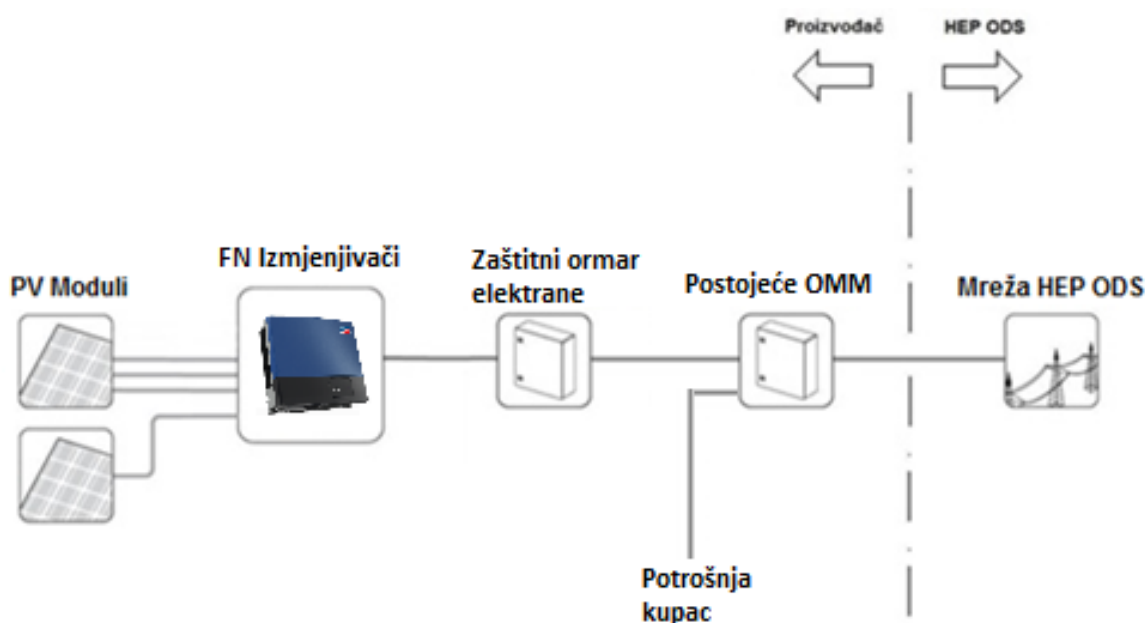 Proizvođač
HEP ODS
FN Izmjenjivači
Zaštitni ormar
elektrane
PV Moduli
Postojeće OMM
Mreža HEP ODS
Potrošnja
kupac